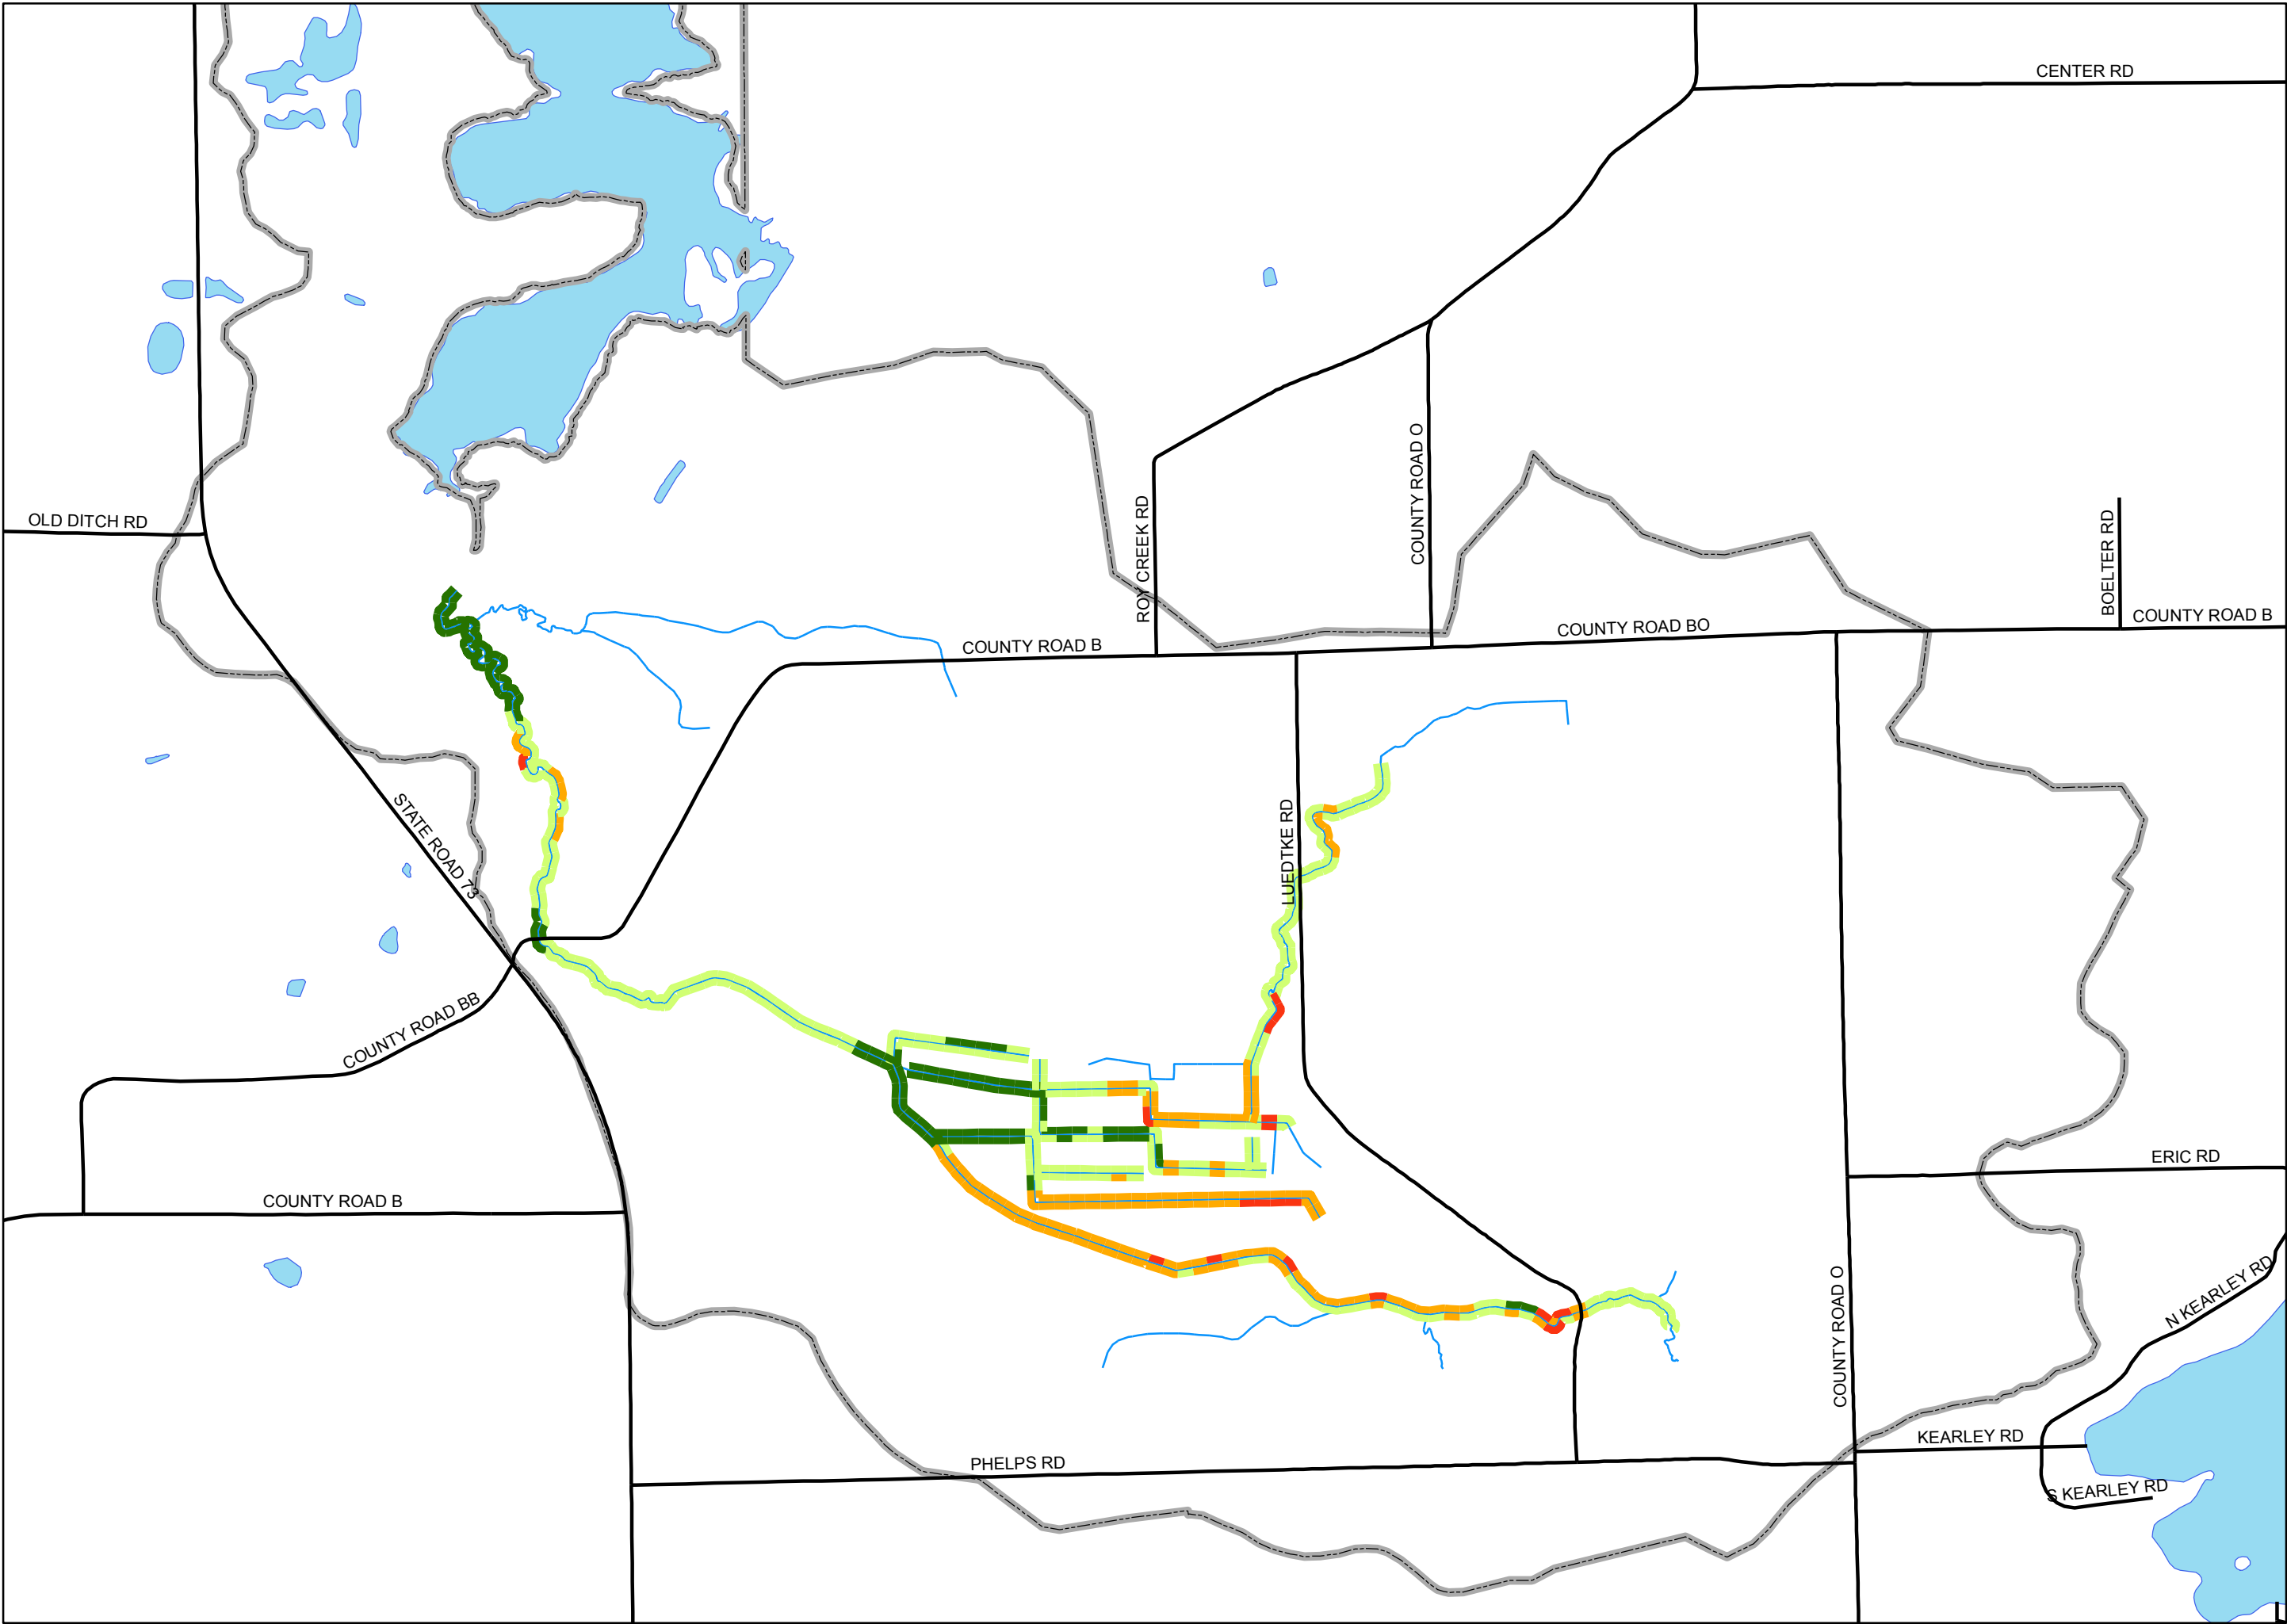 CENTER RD
OLD DITCH RD
ROY CREEK RD
COUNTY ROAD O
BOELTER RD
COUNTY ROAD B
COUNTY ROAD BO
COUNTY ROAD B
STATE ROAD 73
LUEDTKE RD
COUNTY ROAD BB
ERIC RD
COUNTY ROAD B
COUNTY ROAD O
N KEARLEY RD
KEARLEY RD
PHELPS RD
S KEARLEY RD